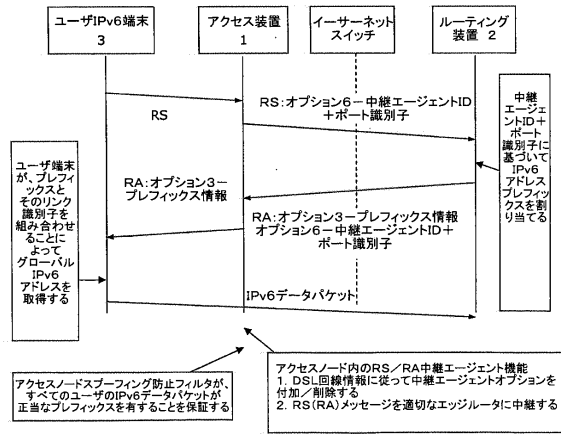 ユーザIPv6端末
3
アクセス装置
1
イーサーネット
スイッチ
ルーティング
装置 2
RS
RS:オプション6-中継エージェントID
+ポート識別子
中継
エージェ
ントID+
ポート
識別子に
基づいて
IPv6
アドレス
プレフィッ
クスを割
り当てる
RA:オプション3-
プレフィックス情報
ユーザ端末
が、プレフィ
ックスと
そのリンク
識別子を
組み合わせ
ることに
よって
グローバル
IPv6
アドレスを
取得する
RA:オプション3-プレフィックス情報
オプション6-中継エージェントID+
ポート識別子
IPv6データパケット
アクセスノードスプーフィング防止フィルタが、
すべてのユーザのIPv6データパケットが
正当なプレフィックスを有することを保証する
アクセスノード内のRS/RA中継エージェント機能
1. DSL回線情報に従って中継エージェントオプションを
付加/削除する
2. RS(RA)メッセージを適切なエッジルータに中継する